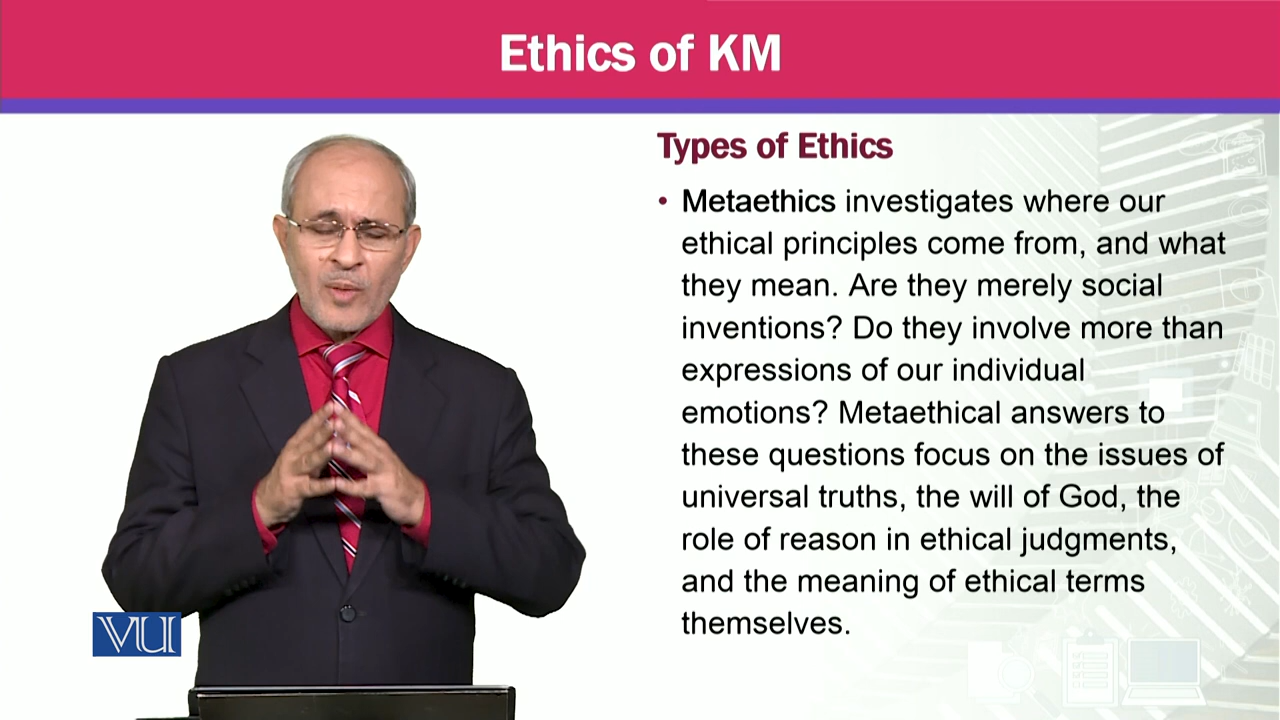 Ethics of KM
Types of Ethics
• Metaethics investigates where our
ethical principles come from, and what
they mean. Are they merely social
inventions? Do they involve more than
expressions of our individual
emotions? Metaethical answers to
these questions focus on the issues of
universal truths, the will of God, the
role of reason in ethical judgments,
and the meaning of ethical terms
themselves.
VU